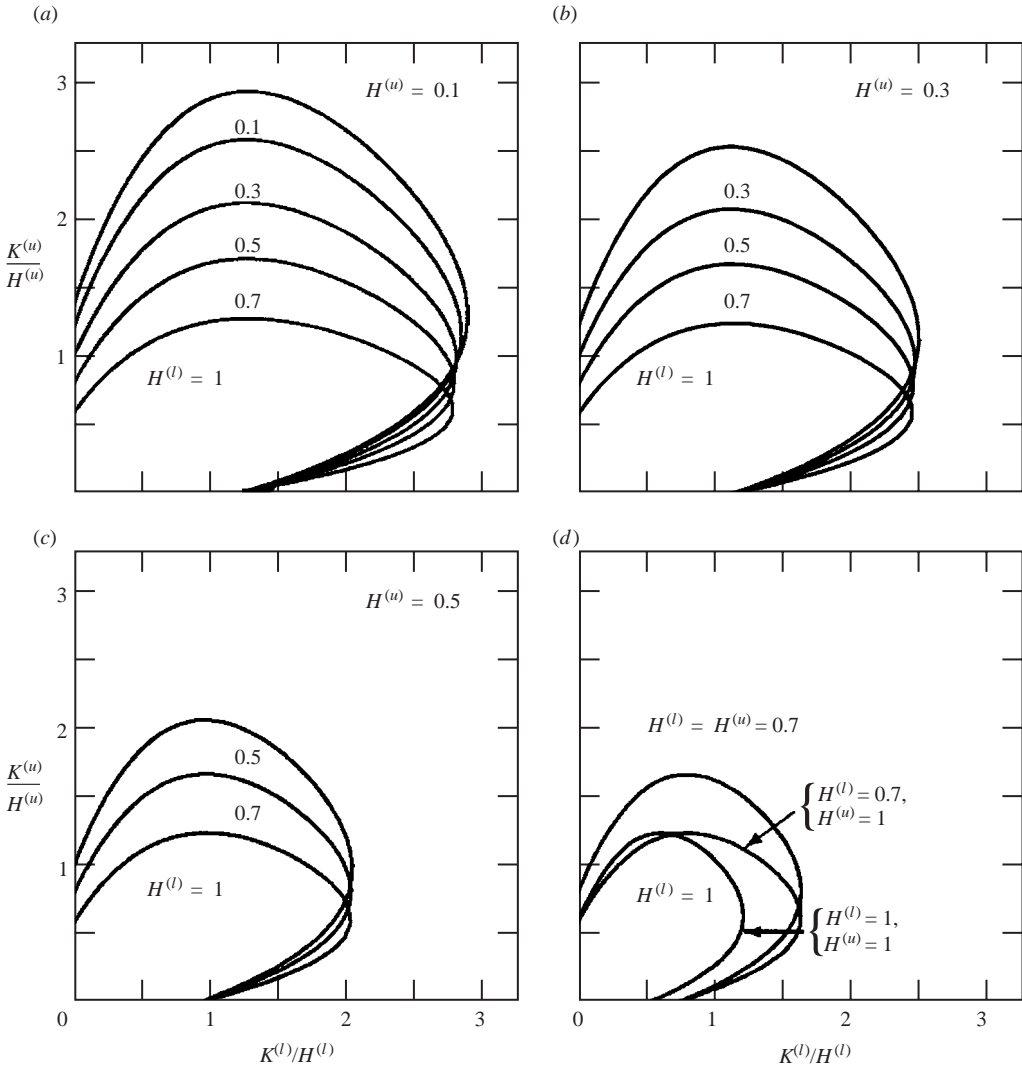 (a)
H^(u) = 0.1
3
0.1
0.3
2
0.5
K^(u)
H^(u)
0.7
1
H^(l) = 1
(b)
H^(u) = 0.3
0.3
0.5
0.7
H^(l) = 1
(c)
3
H^(u) = 0.5
2
0.5
K^(u)
H^(u)
0.7
1
H^(l) = 1
0 1 2 3
K^(l)/H^(l)
(d)
H^(l) = H^(u) = 0.7
{H^(l) = 0.7,
H^(u) = 1
H^(l) = 1
{H^(l) = 1,
H^(u) = 1
0 1 2 3
K^(l)/H^(l)